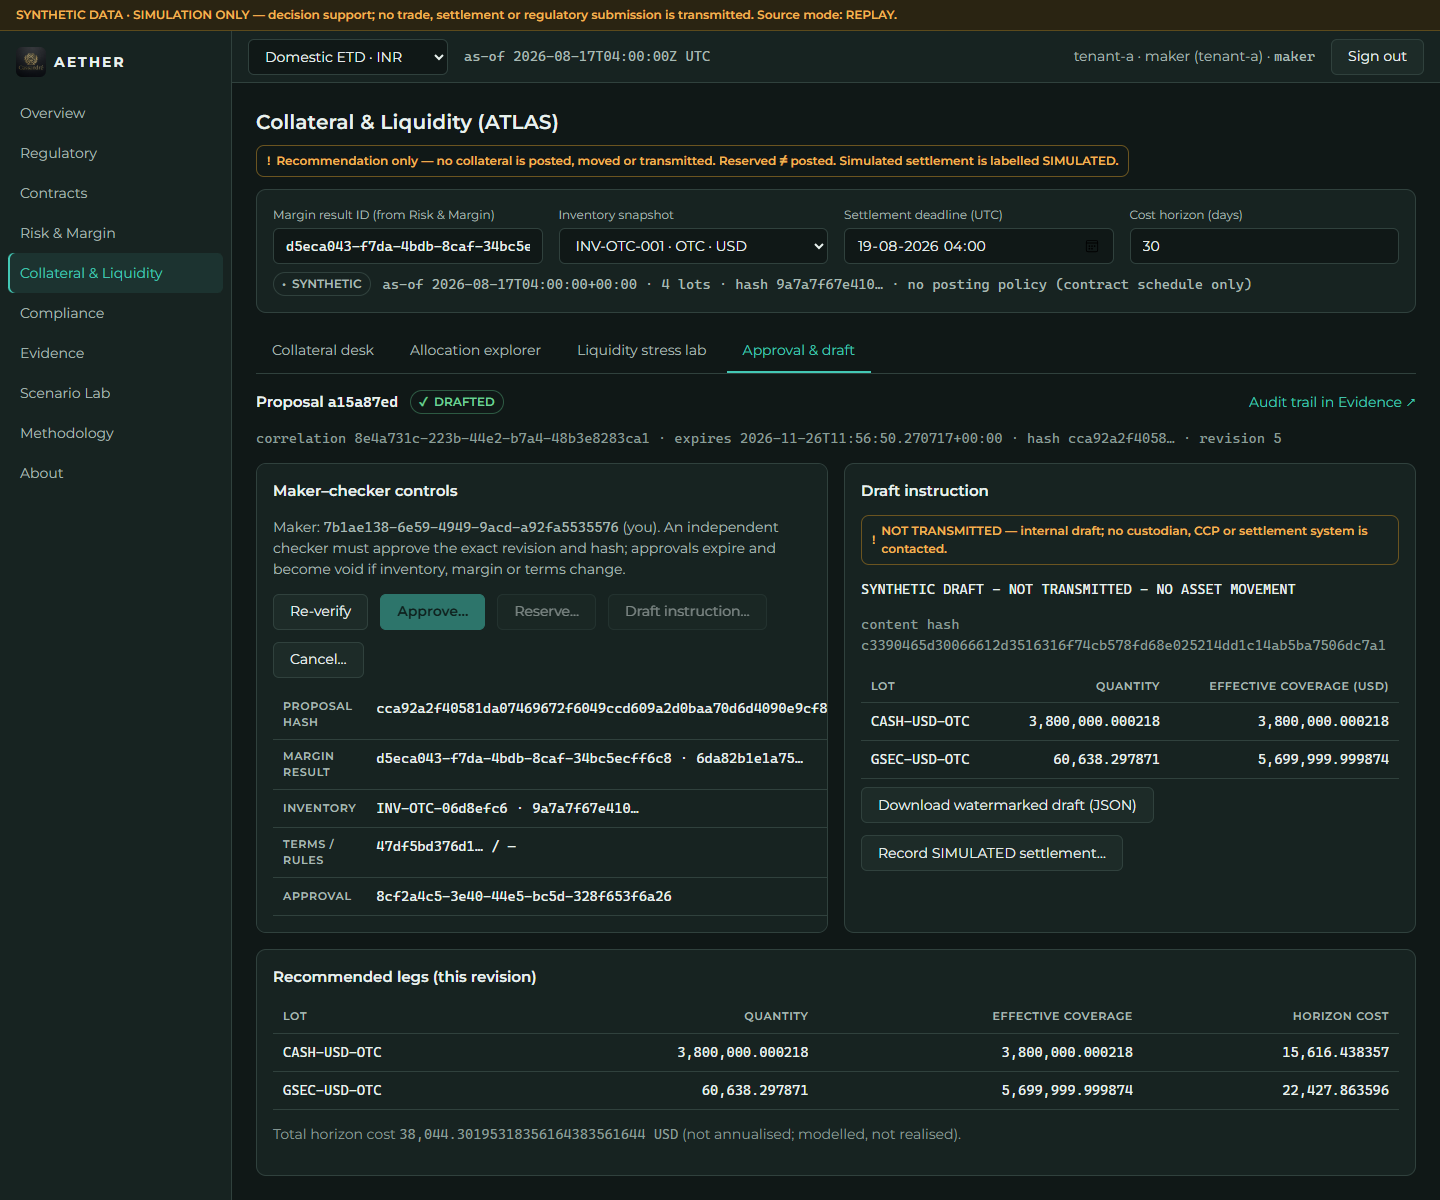 SYNTHETIC DATA · SIMULATION ONLY — decision support; no trade, settlement or regulatory submission is transmitted. Source mode: REPLAY.
AETHER
Domestic ETD · INR
as-of 2026-08-17T04:00:00Z UTC
tenant-a · maker (tenant-a) · maker
Sign out
Overview
Regulatory
Contracts
Risk & Margin
Collateral & Liquidity
Compliance
Evidence
Scenario Lab
Methodology
About
Collateral & Liquidity (ATLAS)
! Recommendation only — no collateral is posted, moved or transmitted. Reserved ≠ posted. Simulated settlement is labelled SIMULATED.
Margin result ID (from Risk & Margin)
d5eca043-f7da-4bdb-8caf-34bc5e
Inventory snapshot
INV-OTC-001 · OTC · USD
Settlement deadline (UTC)
19-08-2026 04:00
Cost horizon (days)
30
• SYNTHETIC as-of 2026-08-17T04:00:00+00:00 · 4 lots · hash 9a7a7f67e410… · no posting policy (contract schedule only)
Collateral desk
Allocation explorer
Liquidity stress lab
Approval & draft
Proposal a15a87ed ✓ DRAFTED
Audit trail in Evidence ↗
correlation 8e4a731c-223b-44e2-b7a4-48b3e8283ca1 · expires 2026-11-26T11:56:50.270717+00:00 · hash cca92a2f4058… · revision 5
Maker–checker controls
Maker: 7b1ae138-6e59-4949-9acd-a92fa5535576 (you). An independent
checker must approve the exact revision and hash; approvals expire and
become void if inventory, margin or terms change.
Re-verify
Approve…
Reserve…
Draft instruction…
Cancel…
PROPOSAL HASH cca92a2f40581da07469672f6049ccd609a2d0baa70d6d4090e9cf8
MARGIN RESULT d5eca043-f7da-4bdb-8caf-34bc5ecff6c8 · 6da82b1e1a75…
INVENTORY INV-OTC-06d8efc6 · 9a7a7f67e410…
TERMS / RULES 47df5bd376d1… / —
APPROVAL 8cf2a4c5-3e40-44e5-bc5d-328f653f6a26
Draft instruction
! NOT TRANSMITTED — internal draft; no custodian, CCP or settlement system is
contacted.
SYNTHETIC DRAFT — NOT TRANSMITTED — NO ASSET MOVEMENT
content hash
c3390465d30066612d3516316f74cb578fd68e025214dd1c14ab5ba7506dc7a1
LOT QUANTITY EFFECTIVE COVERAGE (USD)
CASH-USD-OTC 3,800,000.000218 3,800,000.000218
GSEC-USD-OTC 60,638.297871 5,699,999.999874
Download watermarked draft (JSON)
Record SIMULATED settlement…
Recommended legs (this revision)
LOT QUANTITY EFFECTIVE COVERAGE HORIZON COST
CASH-USD-OTC 3,800,000.000218 3,800,000.000218 15,616.438357
GSEC-USD-OTC 60,638.297871 5,699,999.999874 22,427.863596
Total horizon cost 38,044.30195318356164383561644 USD (not annualised; modelled, not realised).